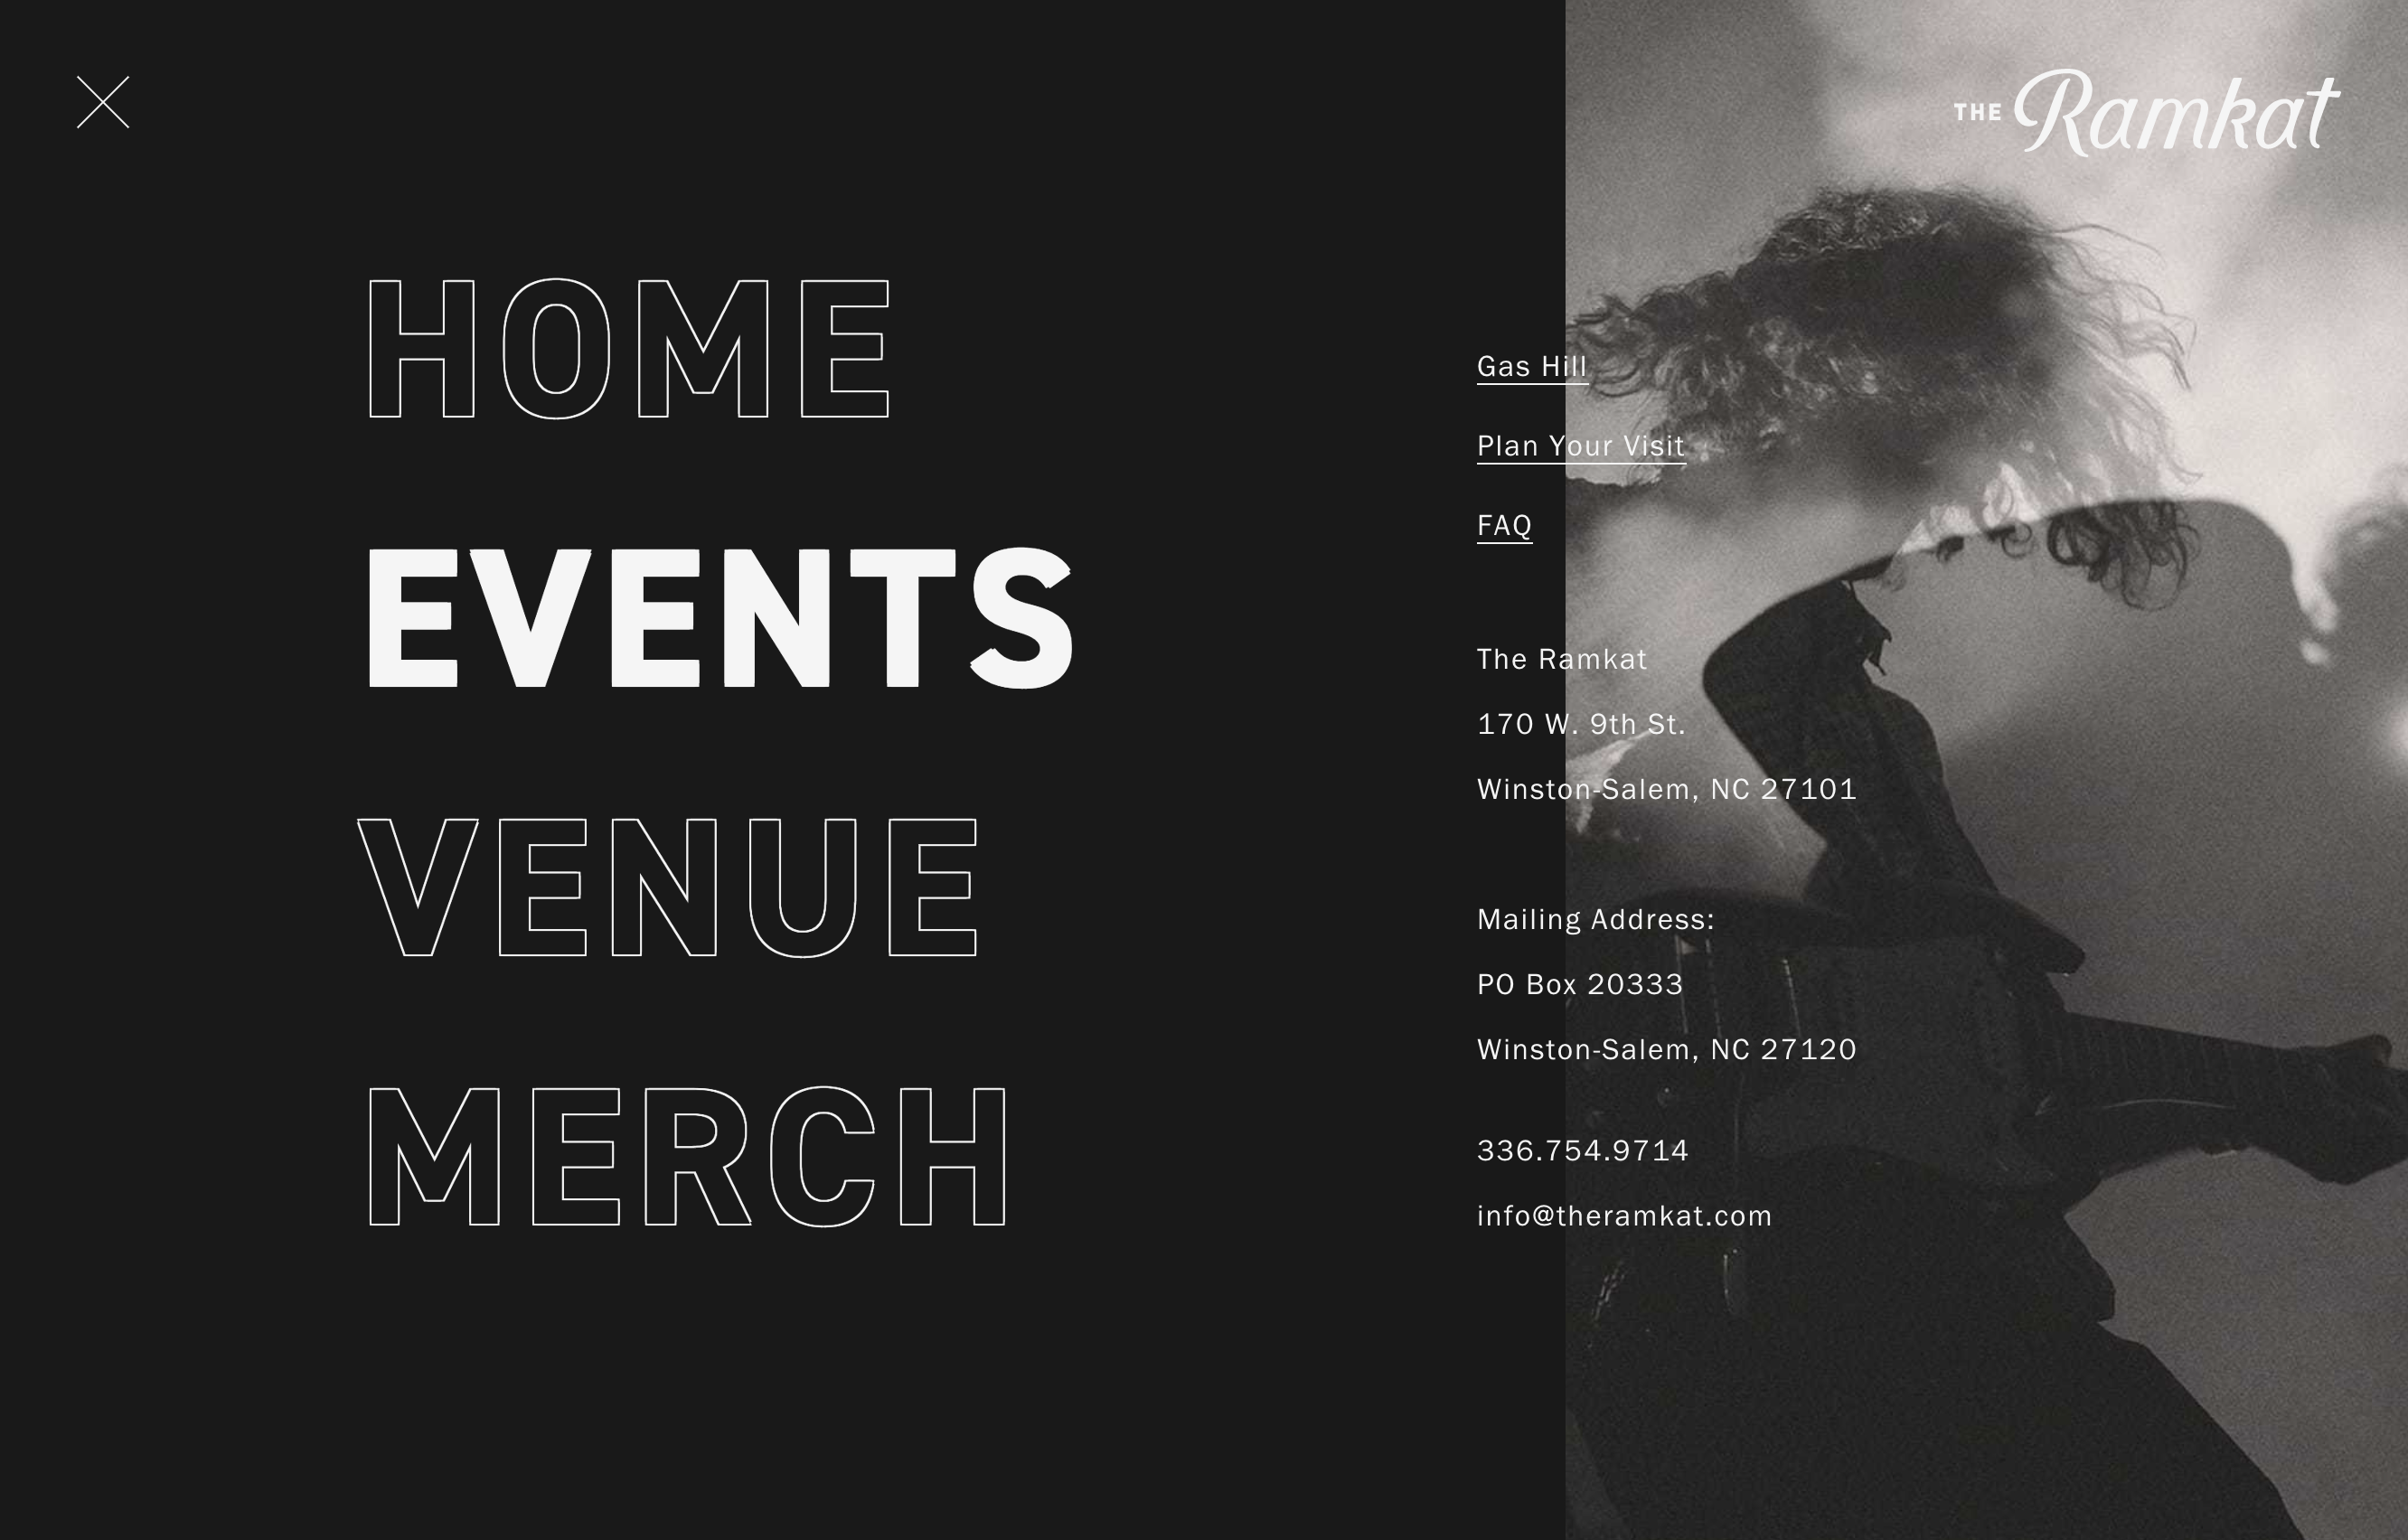 THE Ramkat
HOME
EVENTS
VENUE
MERCH
Gas Hill
Plan Your Visit
FAQ
The Ramkat
170 W. 9th St.
Winston-Salem, NC 27101
Mailing Address:
PO Box 20333
Winston-Salem, NC 27120
336.754.9714
info@theramkat.com